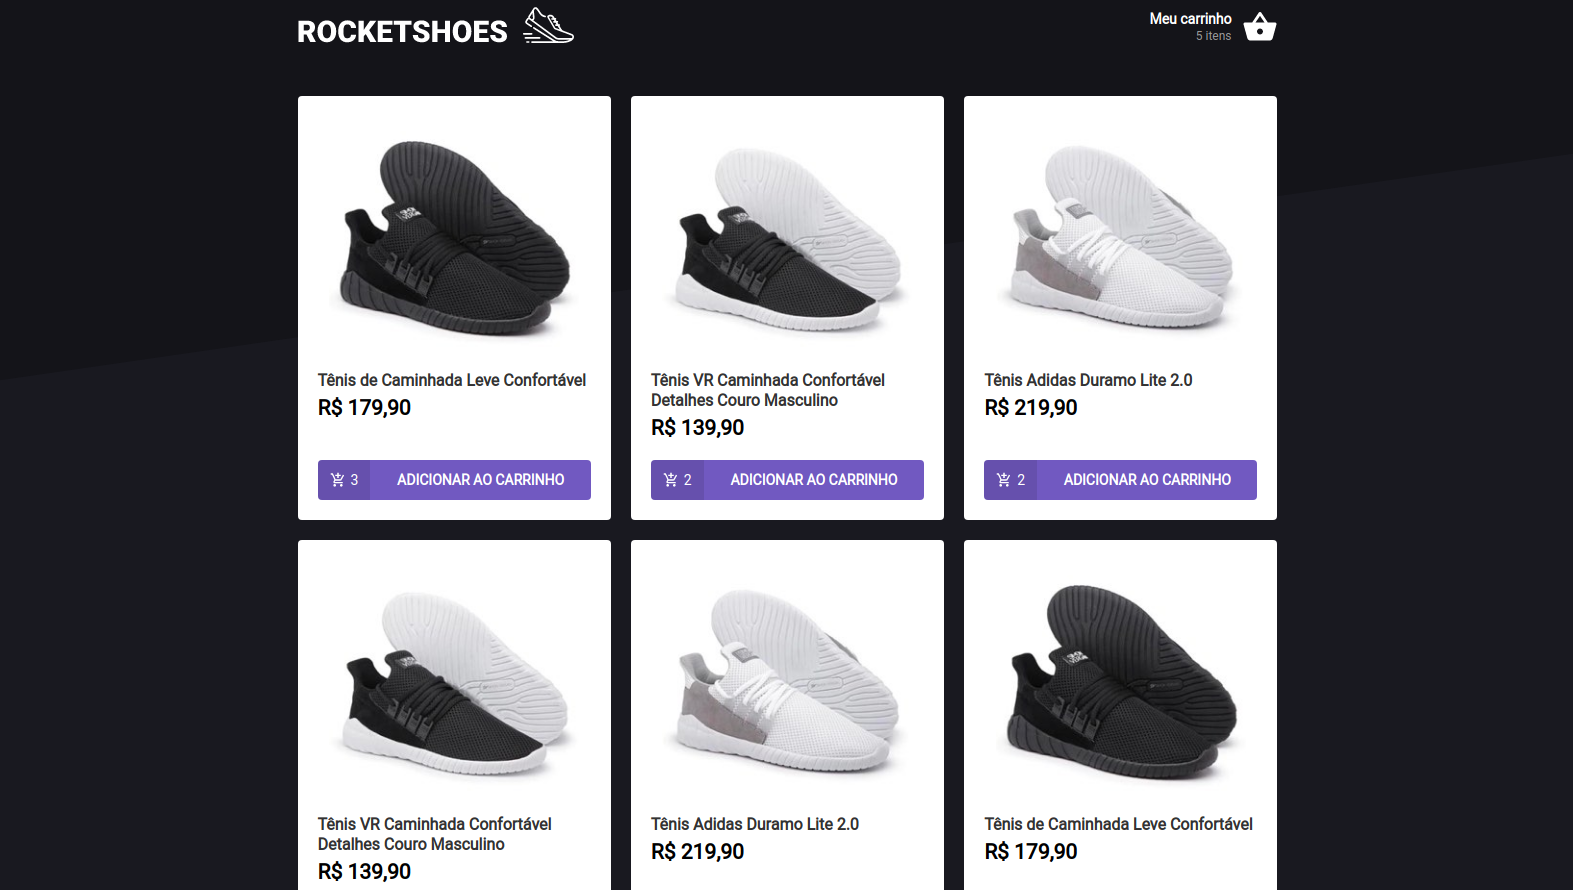 ROCKETSHOES
Meu carrinho
5 itens
Tênis de Caminhada Leve Confortável
R$ 179,90
3 ADICIONAR AO CARRINHO
Tênis VR Caminhada Confortável
Detalhes Couro Masculino
R$ 139,90
2 ADICIONAR AO CARRINHO
Tênis Adidas Duramo Lite 2.0
R$ 219,90
2 ADICIONAR AO CARRINHO
Tênis VR Caminhada Confortável
Detalhes Couro Masculino
R$ 139,90
Tênis Adidas Duramo Lite 2.0
R$ 219,90
Tênis de Caminhada Leve Confortável
R$ 179,90